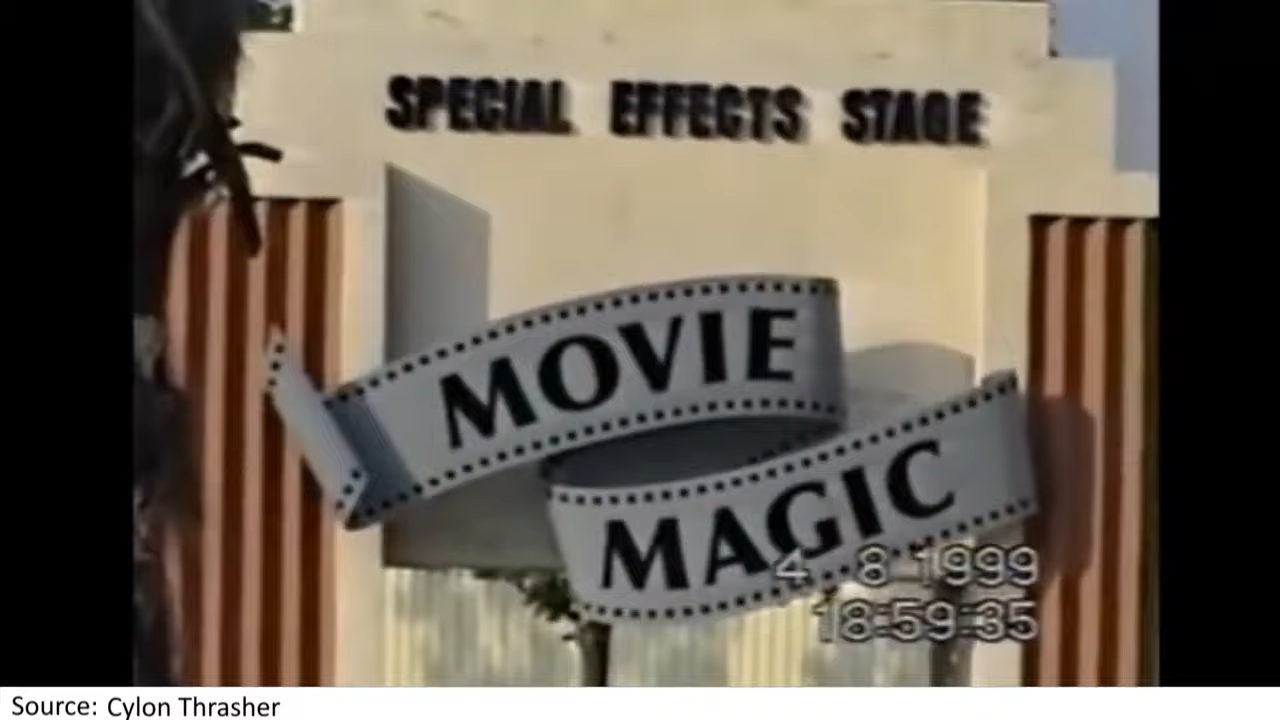 SPECIAL EFFECTS STAGE
MOVIE
MAGIC
4. 8.1999
18:59:35
Source: Cylon Thrasher